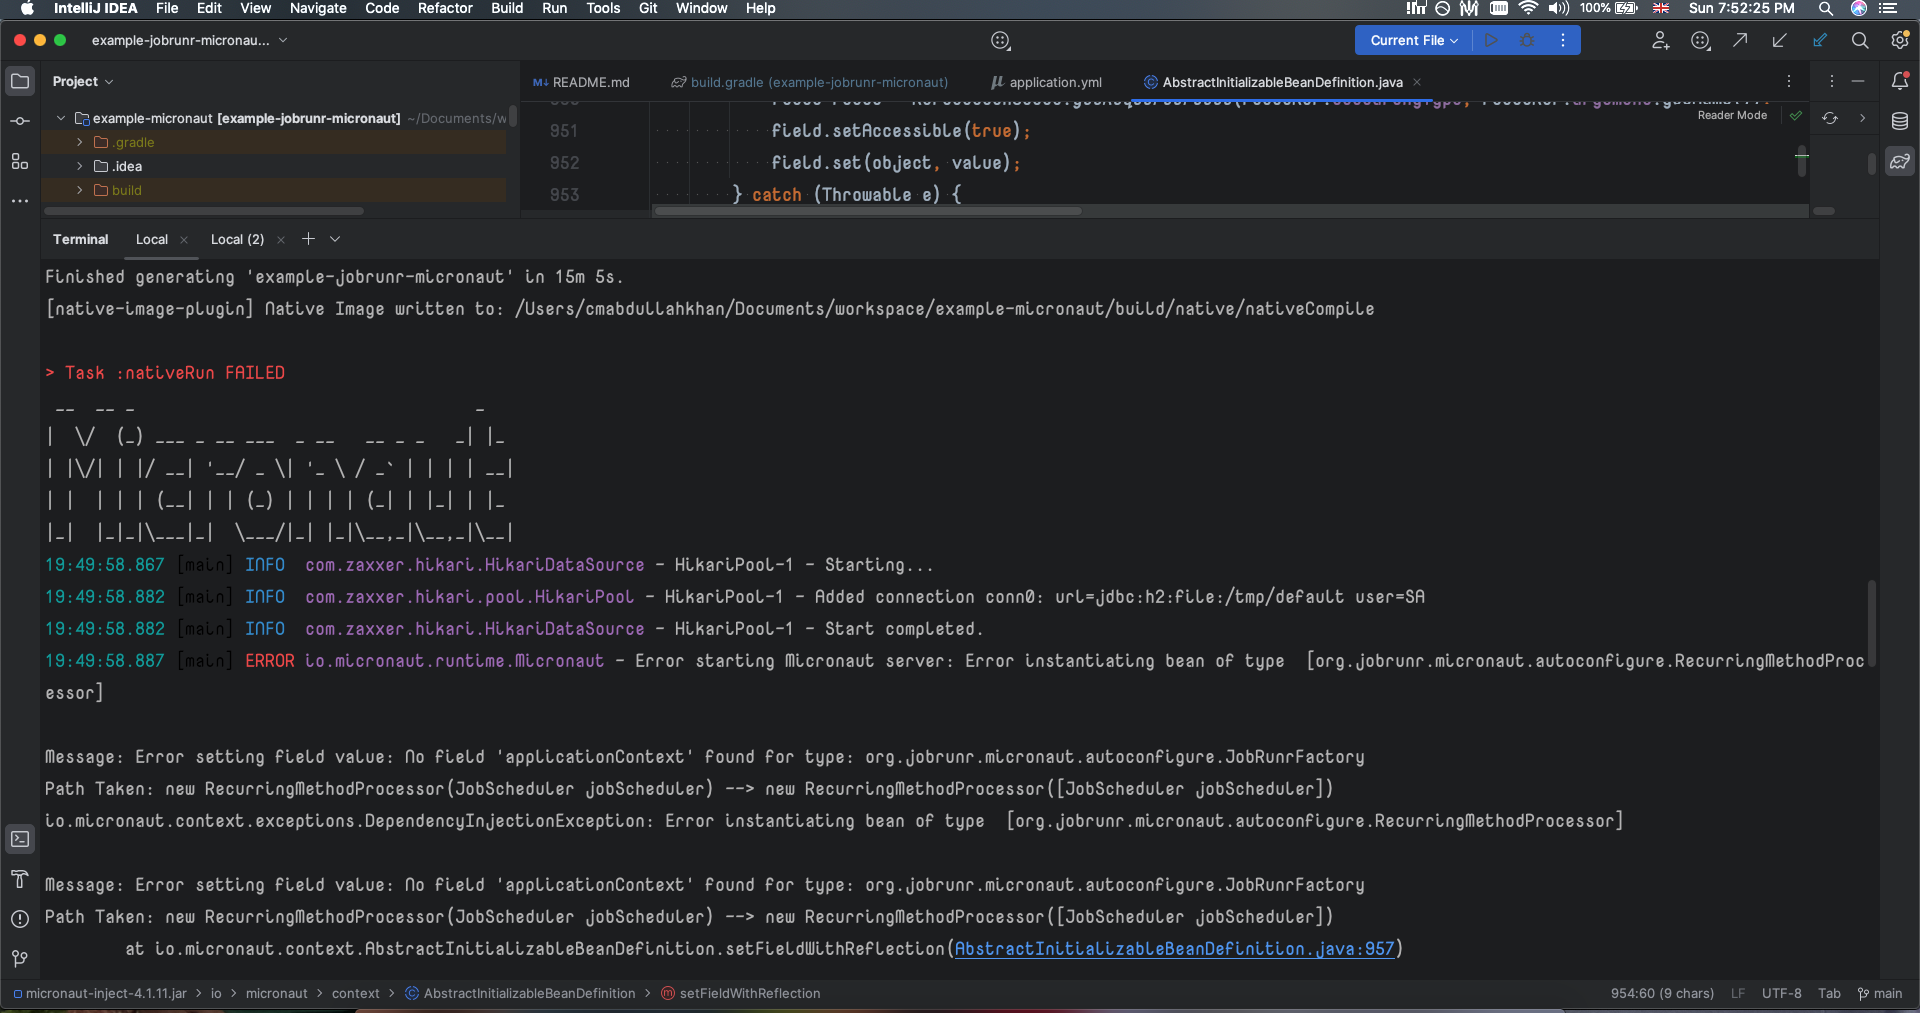 IntelliJ IDEA File Edit View Navigate Code Refactor Build Run Tools Git Window Help 100% Sun 7:52:25 PM
example-jobrunr-micronau... Current File
Project
README.md build.gradle (example-jobrunr-micronaut) application.yml AbstractInitializableBeanDefinition.java
example-micronaut [example-jobrunr-micronaut] ~/Documents/w
.gradle
.idea
build
Reader Mode
951 field.setAccessible(true);
952 field.set(object, value);
953 } catch (Throwable e) {
Terminal Local Local (2)
Finished generating 'example-jobrunr-micronaut' in 15m 5s.
[native-image-plugin] Native Image written to: /Users/cmabdullahkhan/Documents/workspace/example-micronaut/build/native/nativeCompile
> Task :nativeRun FAILED
 __  __ _                                  _
|  \/  (_) ___ _ __ ___  _ __   __ _ _   _| |_
| |\/| | |/ __| '__/ _ \| '_ \ / _` | | | | __|
| |  | | | (__| | | (_) | | | | (_| | |_| | |_
|_|  |_|_|\___|_|  \___/|_| |_|\__,_|\__,_|\__|
19:49:58.867 [main] INFO  com.zaxxer.hikari.HikariDataSource - HikariPool-1 - Starting...
19:49:58.882 [main] INFO  com.zaxxer.hikari.pool.HikariPool - HikariPool-1 - Added connection conn0: url=jdbc:h2:file:/tmp/default user=SA
19:49:58.882 [main] INFO  com.zaxxer.hikari.HikariDataSource - HikariPool-1 - Start completed.
19:49:58.887 [main] ERROR io.micronaut.runtime.Micronaut - Error starting Micronaut server: Error instantiating bean of type  [org.jobrunr.micronaut.autoconfigure.RecurringMethodProc
essor]
Message: Error setting field value: No field 'applicationContext' found for type: org.jobrunr.micronaut.autoconfigure.JobRunrFactory
Path Taken: new RecurringMethodProcessor(JobScheduler jobScheduler) --> new RecurringMethodProcessor([JobScheduler jobScheduler])
io.micronaut.context.exceptions.DependencyInjectionException: Error instantiating bean of type  [org.jobrunr.micronaut.autoconfigure.RecurringMethodProcessor]
Message: Error setting field value: No field 'applicationContext' found for type: org.jobrunr.micronaut.autoconfigure.JobRunrFactory
Path Taken: new RecurringMethodProcessor(JobScheduler jobScheduler) --> new RecurringMethodProcessor([JobScheduler jobScheduler])
at io.micronaut.context.AbstractInitializableBeanDefinition.setFieldWithReflection(AbstractInitializableBeanDefinition.java:957)
micronaut-inject-4.1.11.jar > io > micronaut > context > AbstractInitializableBeanDefinition > setFieldWithReflection 954:60 (9 chars) LF UTF-8 Tab main